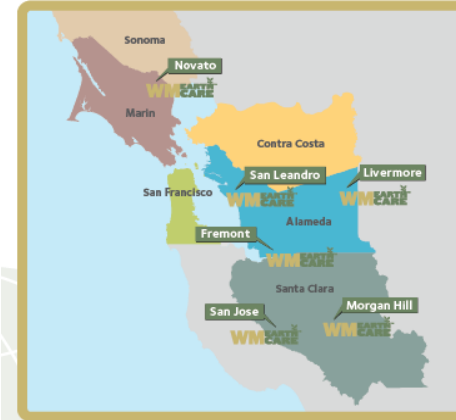 Sonoma
Novato
WM EARTH CARE
Marin
Contra Costa
San Leandro
Livermore
San Francisco
WM EARTH CARE
WM EARTH CARE
Alameda
Fremont
WM EARTH CARE
Santa Clara
San Jose
Morgan Hill
WM EARTH CARE
WM EARTH CARE